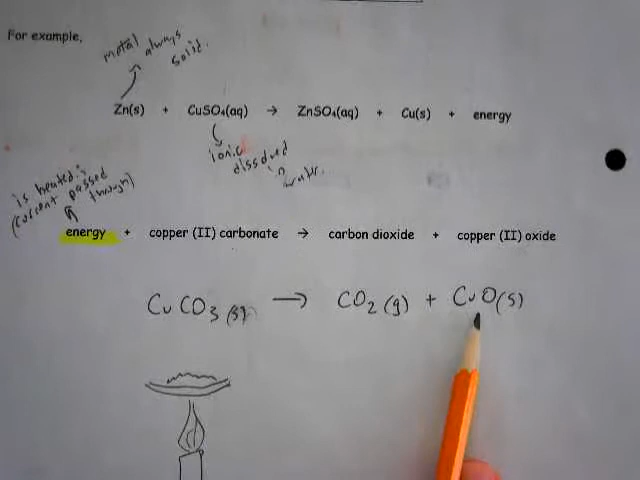 For example,
metal always
solid.
Zn(s) + CuSO4(aq) → ZnSO4(aq) + Cu(s) + energy
ionic
dissolved
in
water.
is heated;
(current passed
through)
energy + copper (II) carbonate → carbon dioxide + copper (II) oxide
CuCO3 (s) → CO2 (g) + CuO(s)